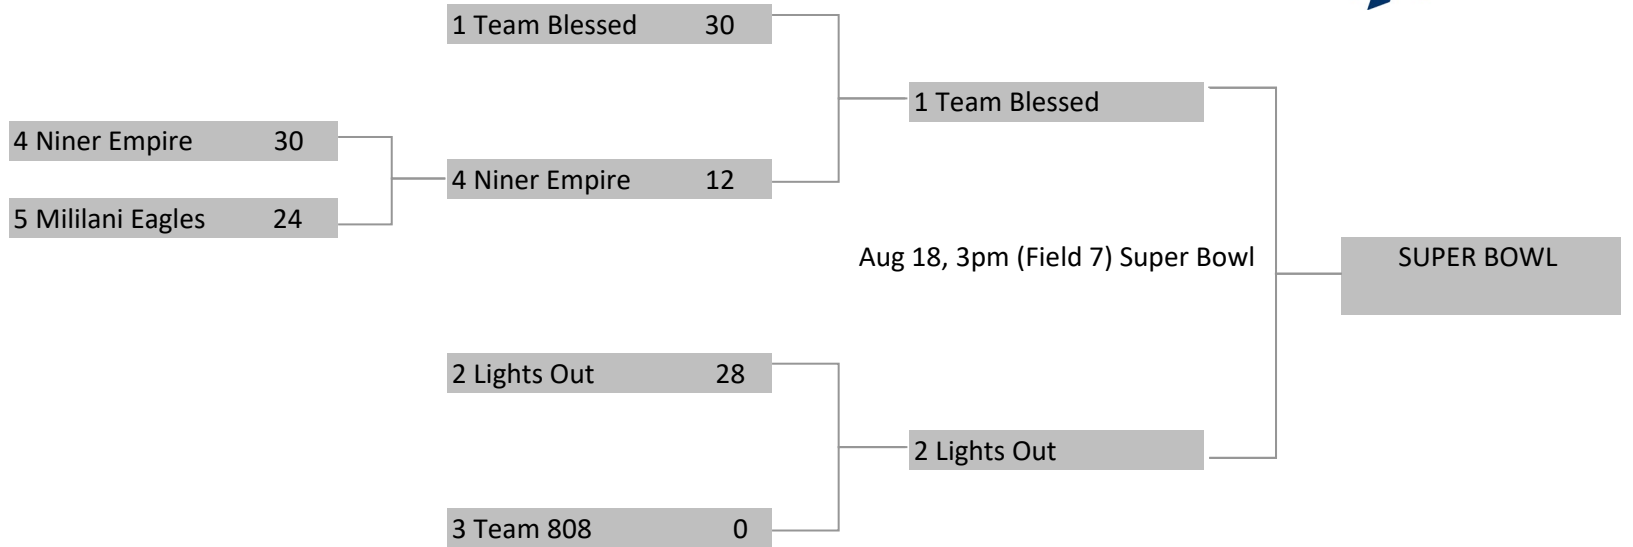 1 Team Blessed 30
1 Team Blessed
4 Niner Empire 30
4 Niner Empire 12
5 Mililani Eagles 24
Aug 18, 3pm (Field 7) Super Bowl
SUPER BOWL
2 Lights Out 28
2 Lights Out
3 Team 808 0